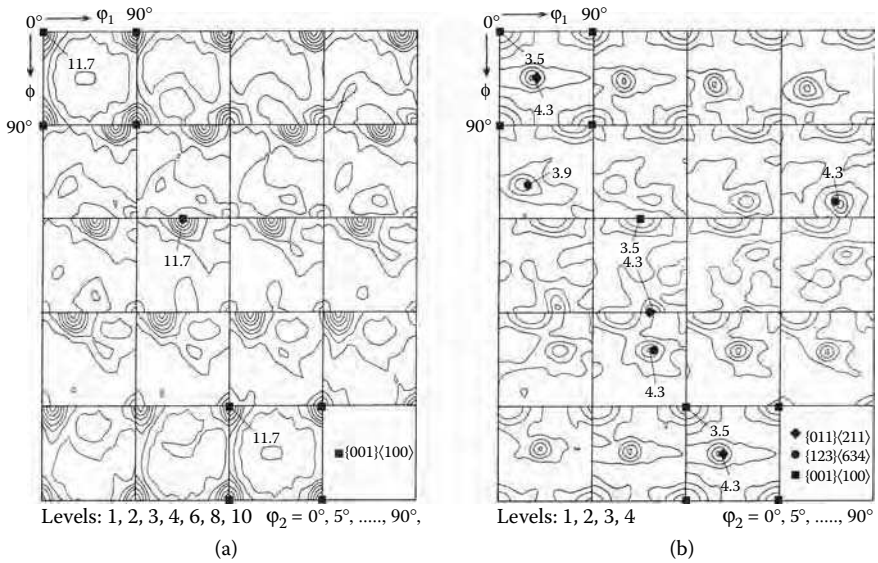 0° φ₁ 90°
ϕ
90°
11.7
11.7
11.7
{001}⟨100⟩
Levels: 1, 2, 3, 4, 6, 8, 10 φ₂ = 0°, 5°, ....., 90°,
(a)
0° φ₁ 90°
ϕ
90°
3.5
4.3
3.9
4.3
3.5
4.3
4.3
3.5
4.3
{011}⟨211⟩
{123}⟨634⟩
{001}⟨100⟩
Levels: 1, 2, 3, 4 φ₂ = 0°, 5°, ....., 90°
(b)